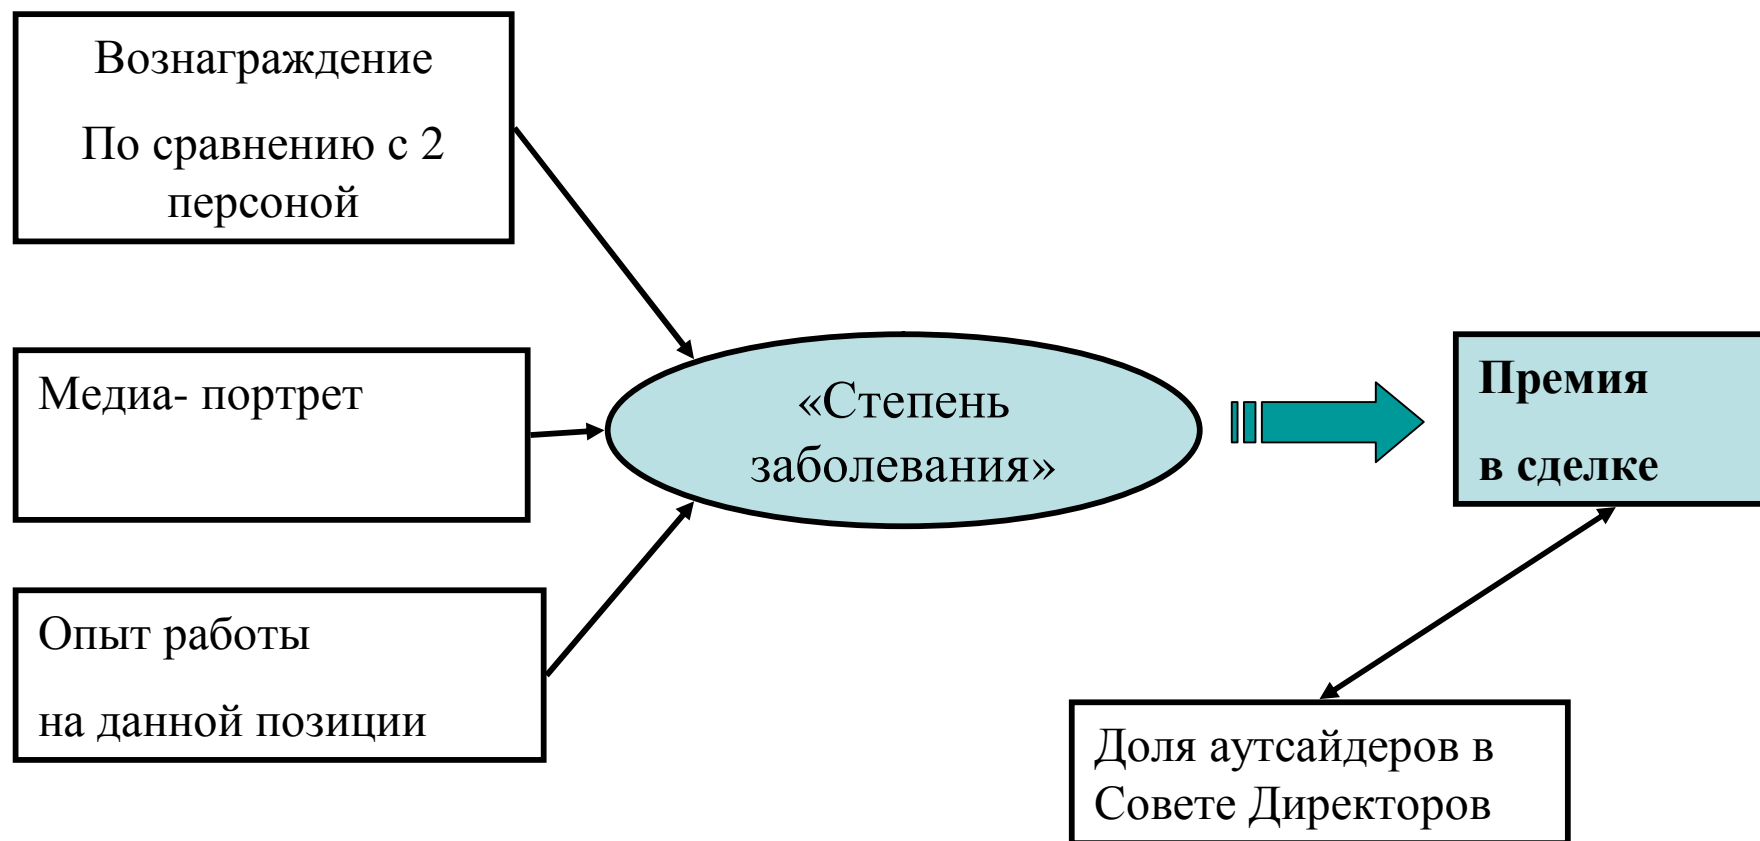 Вознаграждение
По сравнению с 2
персоной
Медиа- портрет
«Степень
заболевания»
Премия
в сделке
Опыт работы
на данной позиции
Доля аутсайдеров в
Совете Директоров